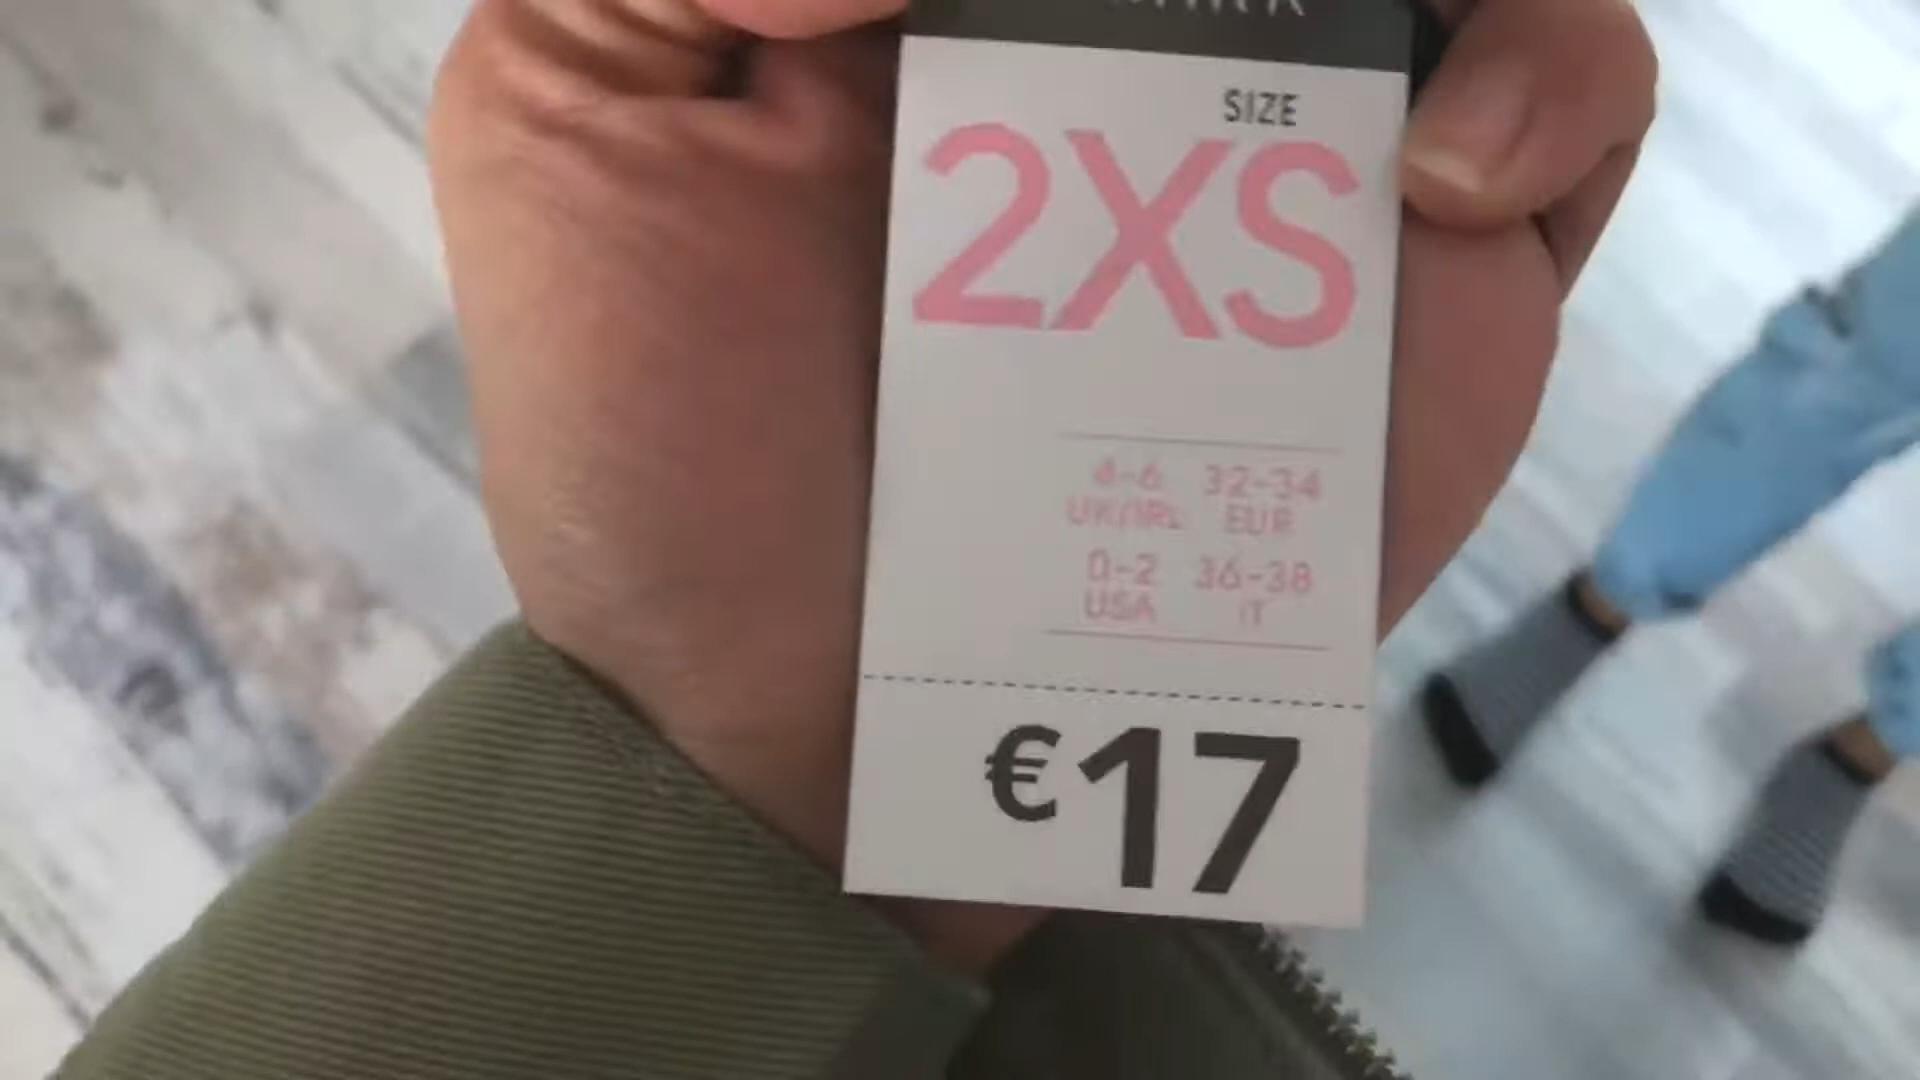 SIZE
2XS
4-6 32-34
UK/IRL EUR
0-2 36-38
USA IT
€17